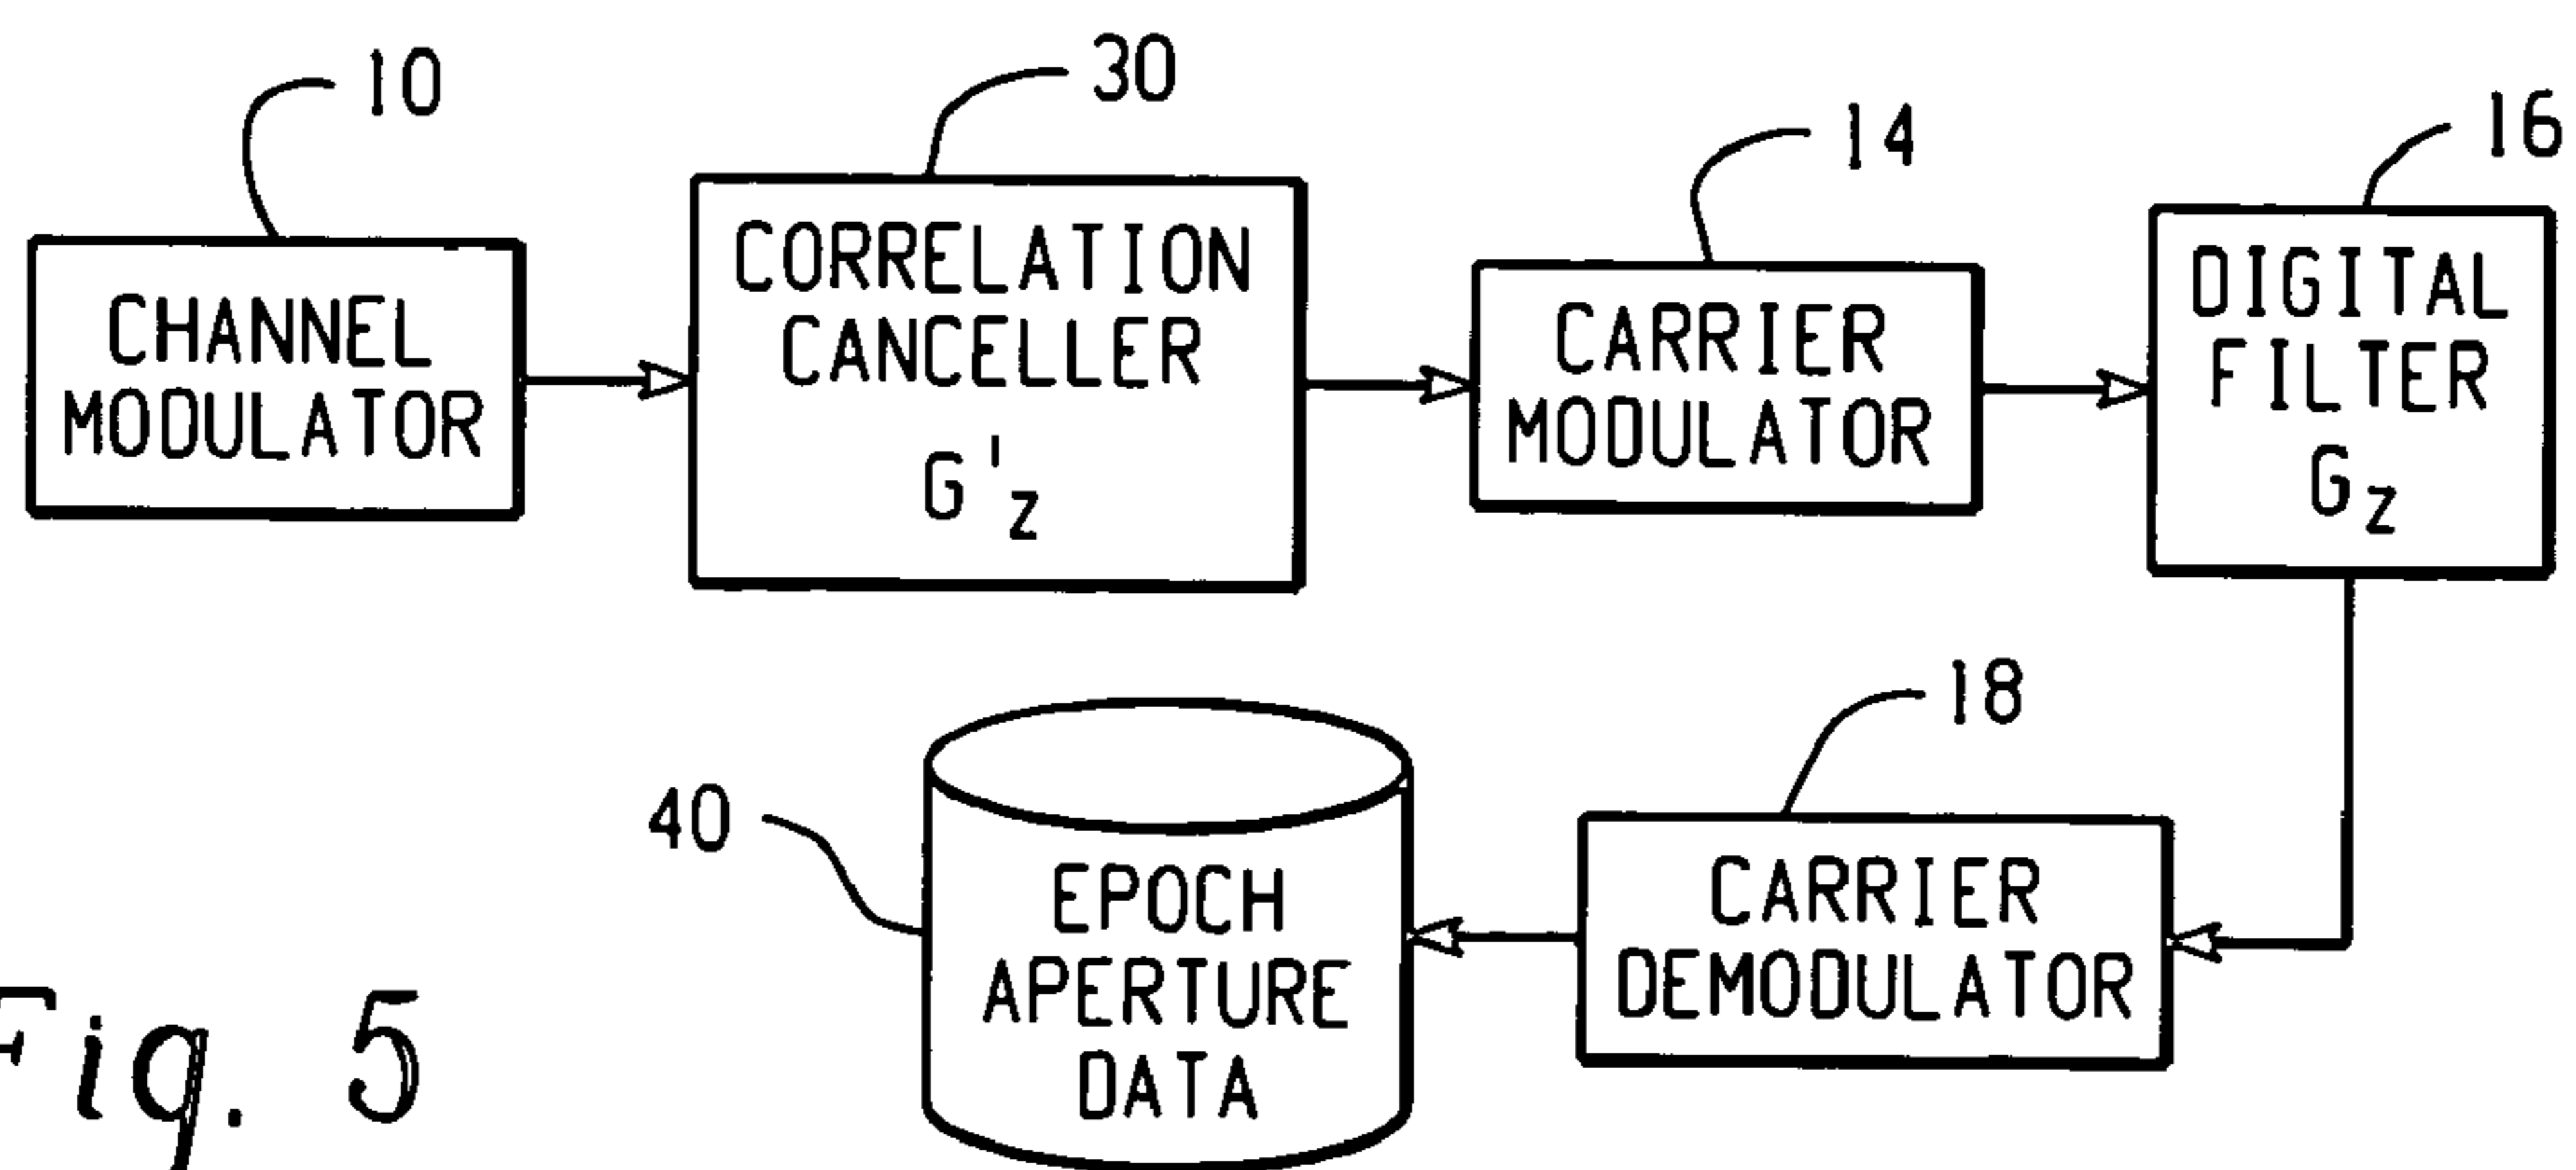 10
30
14
16
CHANNEL
MODULATOR
CORRELATION
CANCELLER
G'z
CARRIER
MODULATOR
DIGITAL
FILTER
Gz
18
40
EPOCH
APERTURE
DATA
CARRIER
DEMODULATOR
Fig. 5